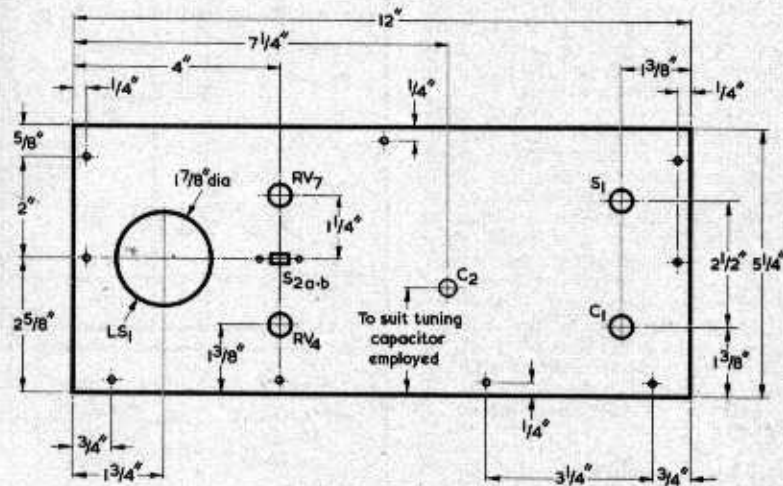 12"
7 1/4"
4"
1 3/8"
1/4"
1/4"
1/4"
5/8"
1 7/8" dia
RV7
S1
2"
1 1/4"
S2a-b
C2
2 1/2"
5 1/4"
2 5/8"
LS1
To suit tuning
capacitor
employed
C1
1 3/8"
RV4
1 3/8"
3/4"
1/4"
1 3/4"
3 1/4"
3/4"